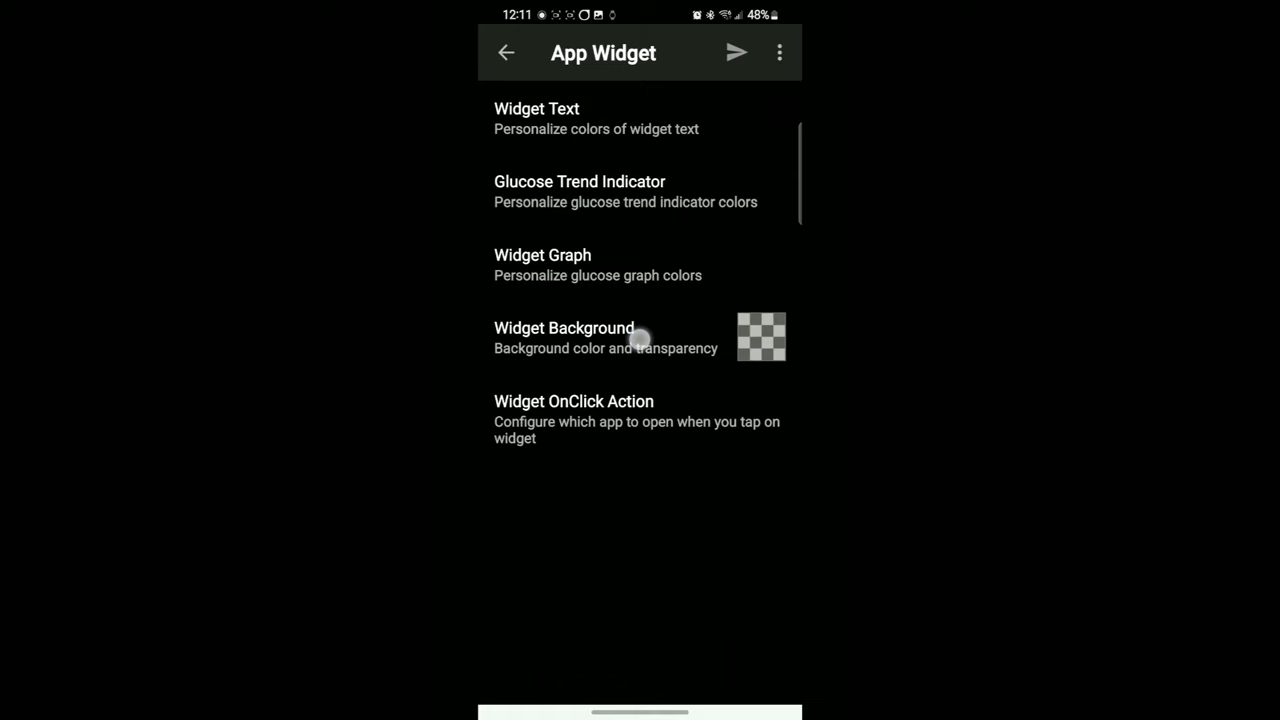 12:11
48%
App Widget
Widget Text
Personalize colors of widget text
Glucose Trend Indicator
Personalize glucose trend indicator colors
Widget Graph
Personalize glucose graph colors
Widget Background
Background color and transparency
Widget OnClick Action
Configure which app to open when you tap on
widget